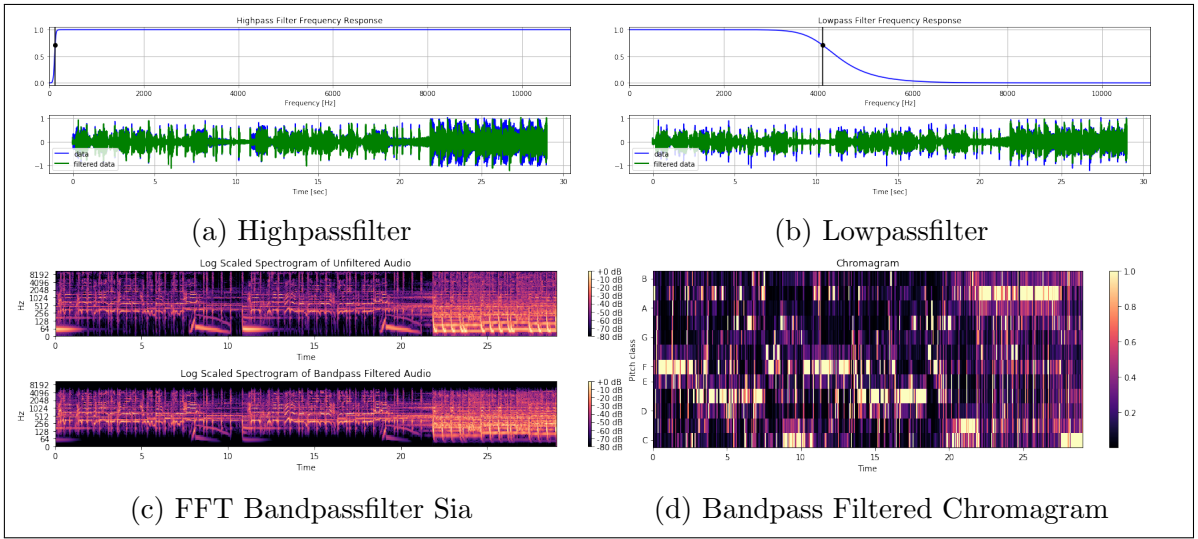 Highpass Filter Frequency Response
1.0
0.5
0.0
0 2000 4000 6000 8000 10000
Frequency [Hz]
1
0
−1
data
filtered data
0 5 10 15 20 25 30
Time [sec]
(a) Highpassfilter
Lowpass Filter Frequency Response
1.0
0.5
0.0
0 2000 4000 6000 8000 10000
Frequency [Hz]
1
0
−1
data
filtered data
0 5 10 15 20 25 30
Time [sec]
(b) Lowpassfilter
Log Scaled Spectrogram of Unfiltered Audio
Hz
8192
4096
2048
1024
512
256
128
64
0
0 5 10 15 20 25
Time
+0 dB
-10 dB
-20 dB
-30 dB
-40 dB
-50 dB
-60 dB
-70 dB
-80 dB
Log Scaled Spectrogram of Bandpass Filtered Audio
Hz
8192
4096
2048
1024
512
256
128
64
0
0 5 10 15 20 25
Time
+0 dB
-10 dB
-20 dB
-30 dB
-40 dB
-50 dB
-60 dB
-70 dB
-80 dB
(c) FFT Bandpassfilter Sia
Chromagram
Pitch class
B
A
G
F
E
D
C
0 5 10 15 20 25
Time
1.0
0.8
0.6
0.4
0.2
(d) Bandpass Filtered Chromagram